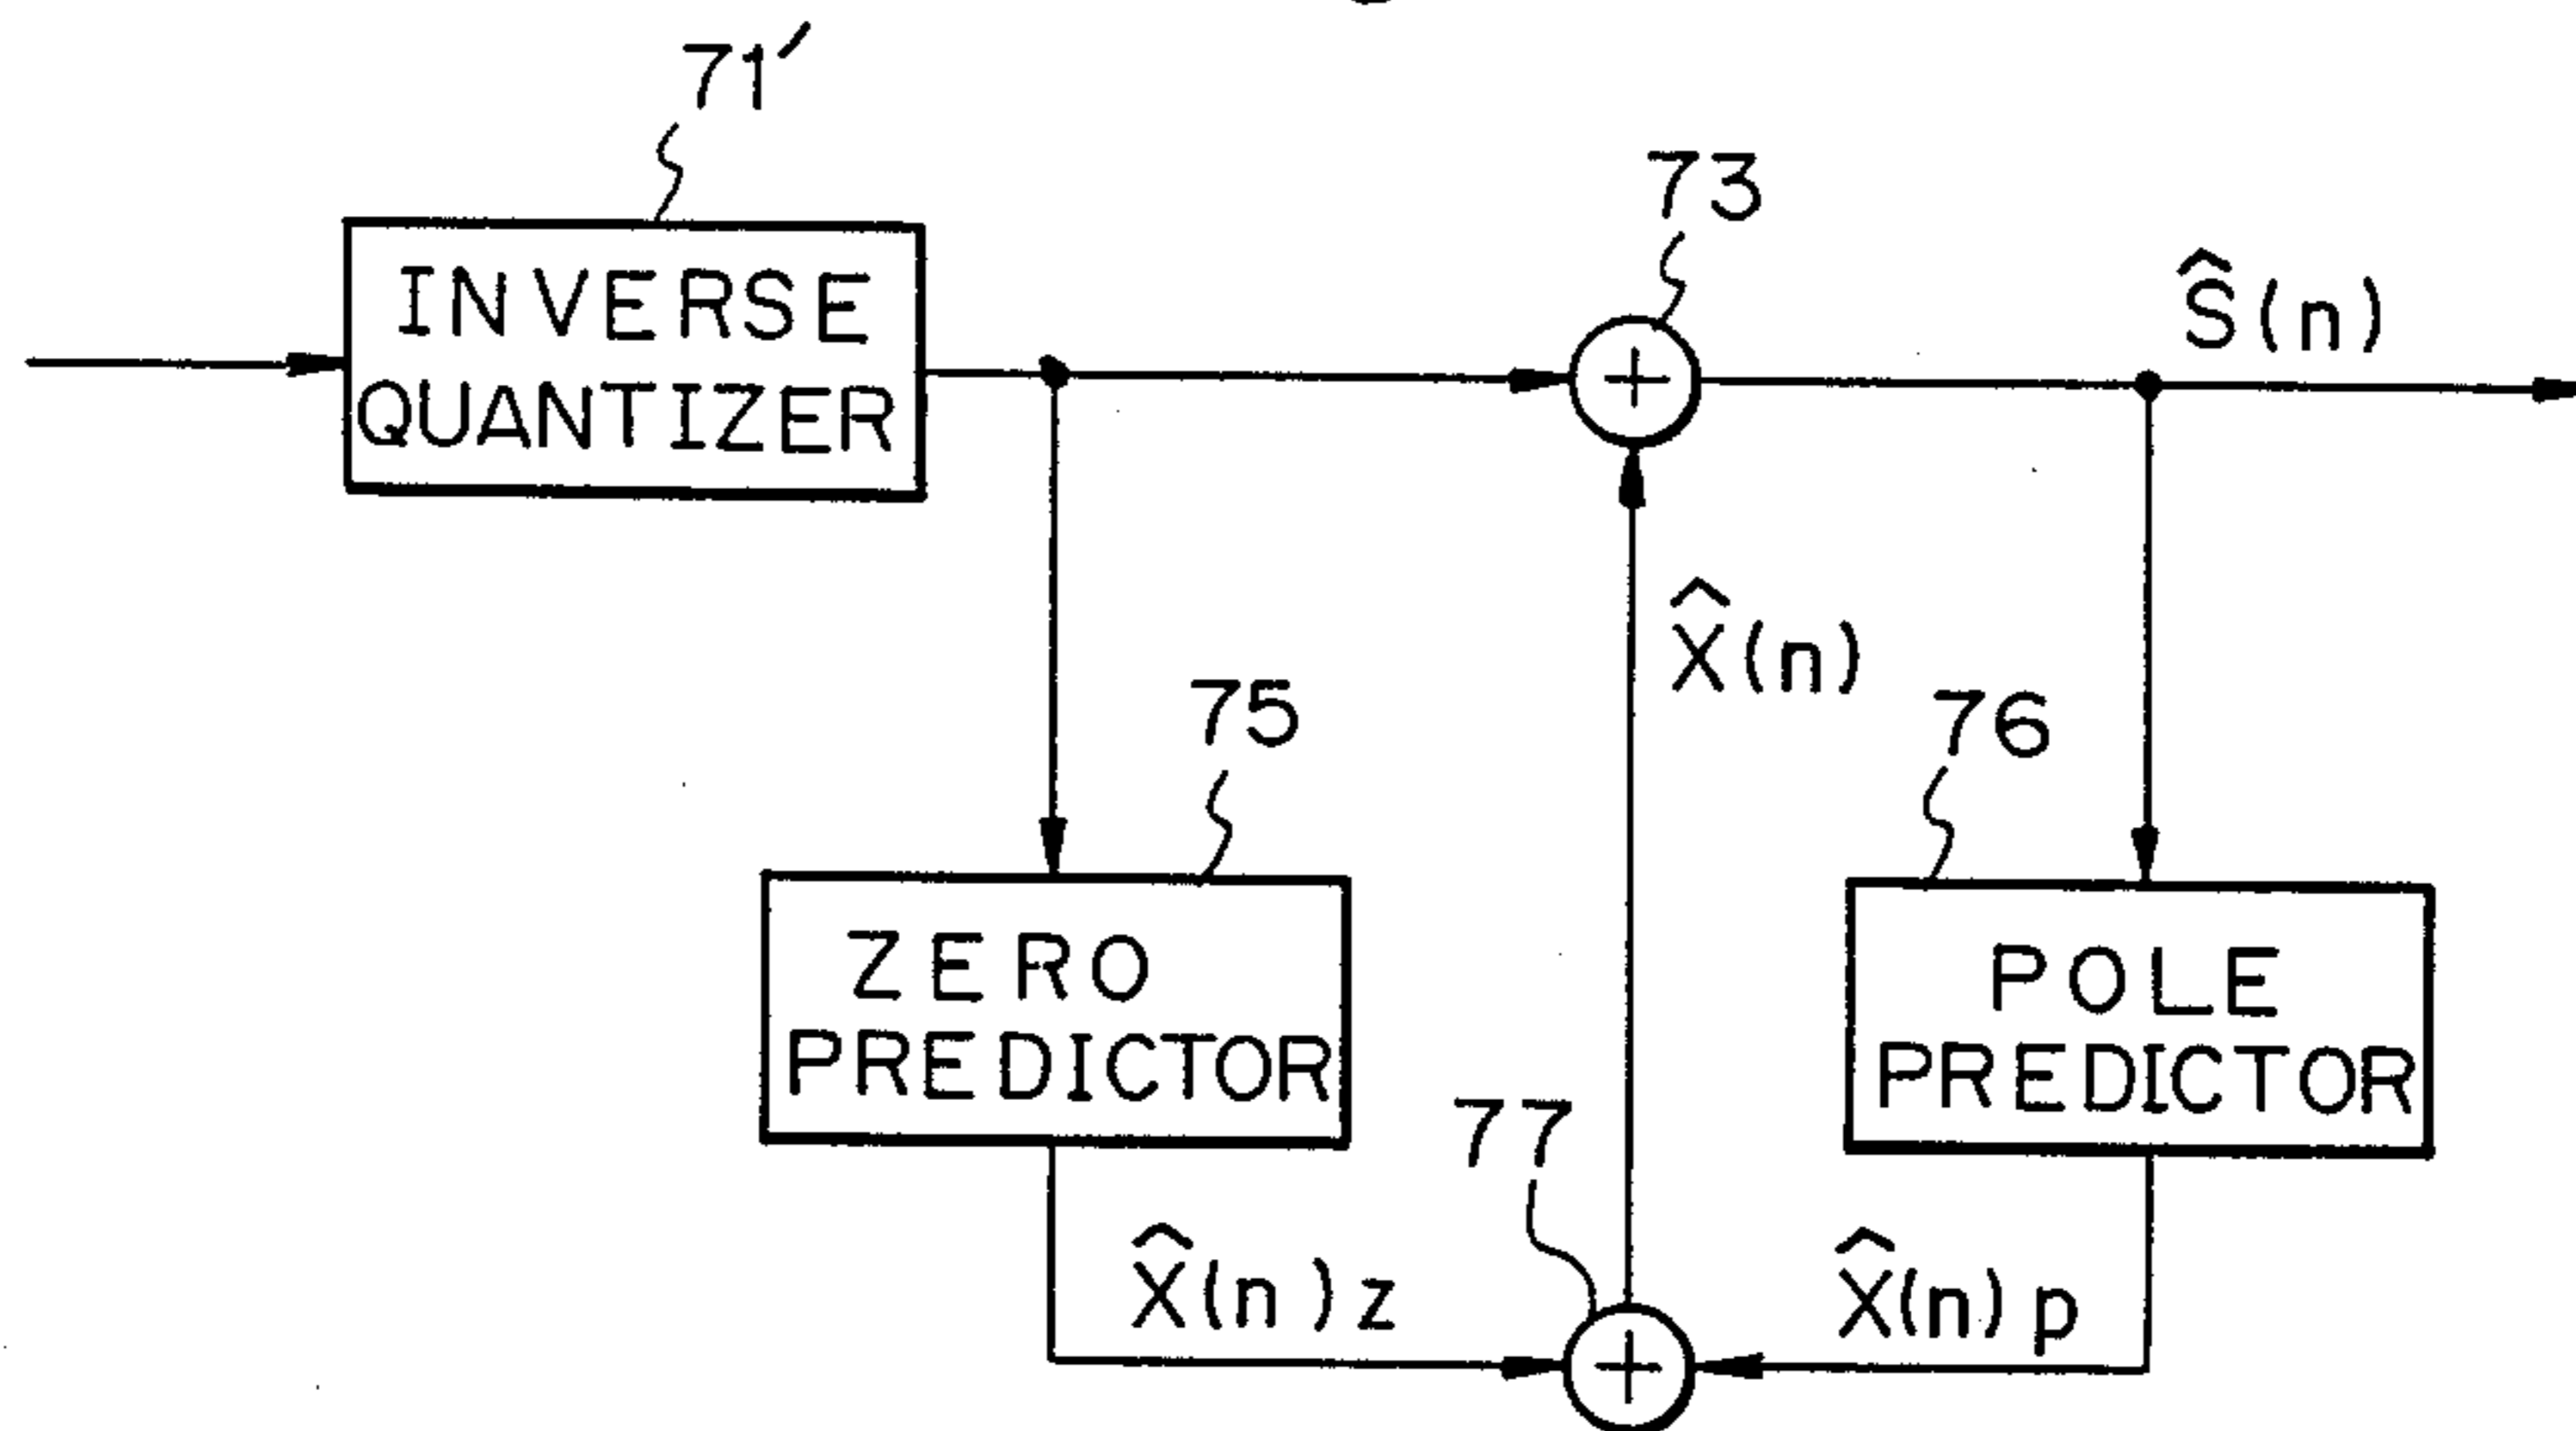 71′
INVERSE
QUANTIZER
73
Ŝ(n)
X̂(n)
75
76
ZERO
PREDICTOR
POLE
PREDICTOR
77
X̂(n)z
X̂(n)p